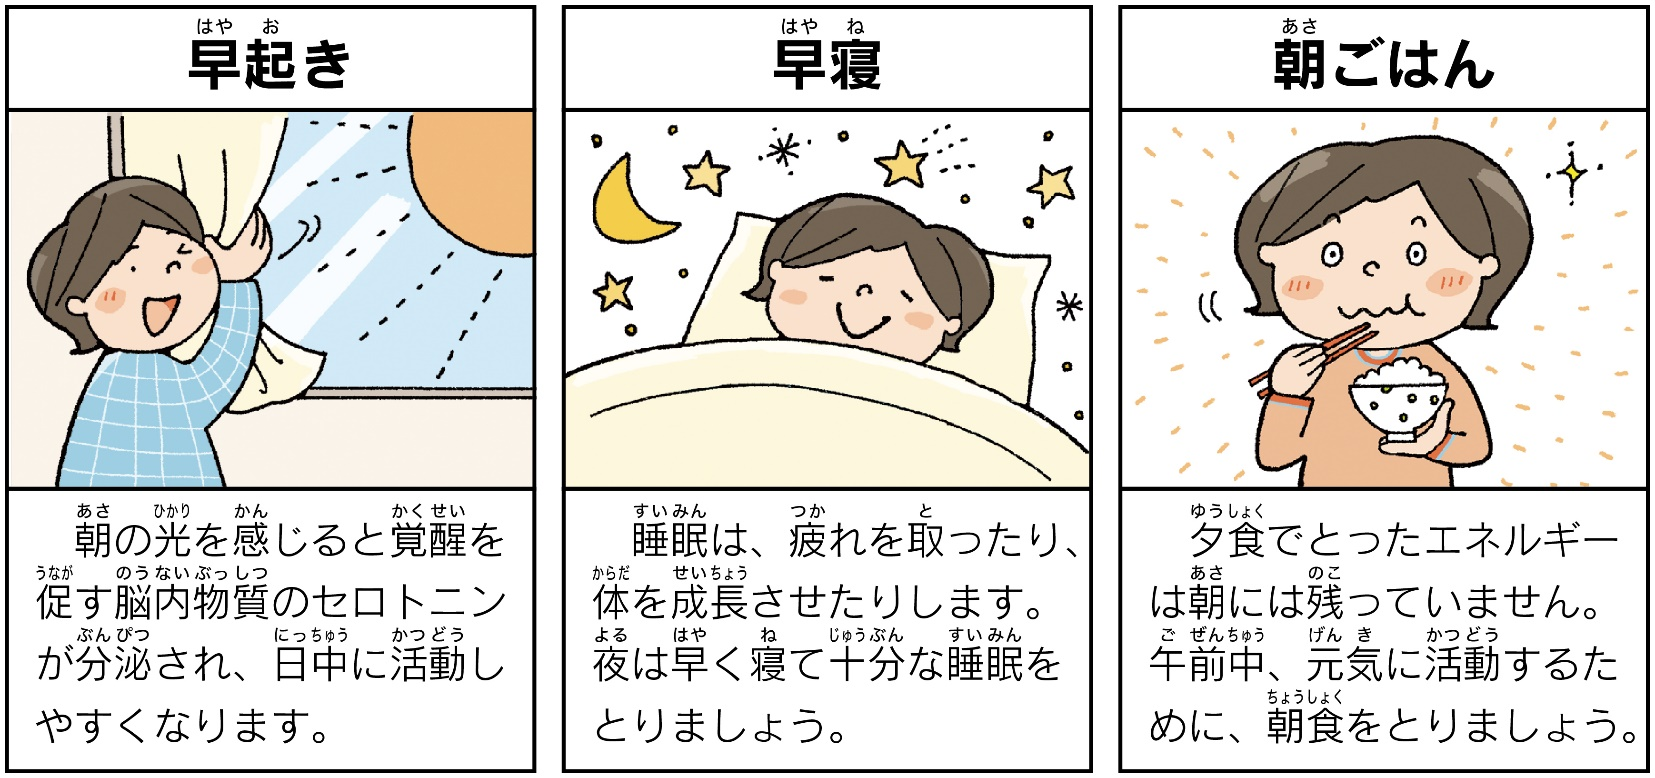 早起き
朝の光を感じると覚醒を
促す脳内物質のセロトニン
が分泌され、日中に活動し
やすくなります。
早寝
睡眠は、疲れを取ったり、
体を成長させたりします。
夜は早く寝て十分な睡眠を
とりましょう。
朝ごはん
夕食でとったエネルギー
は朝には残っていません。
午前中、元気に活動するた
めに、朝食をとりましょう。